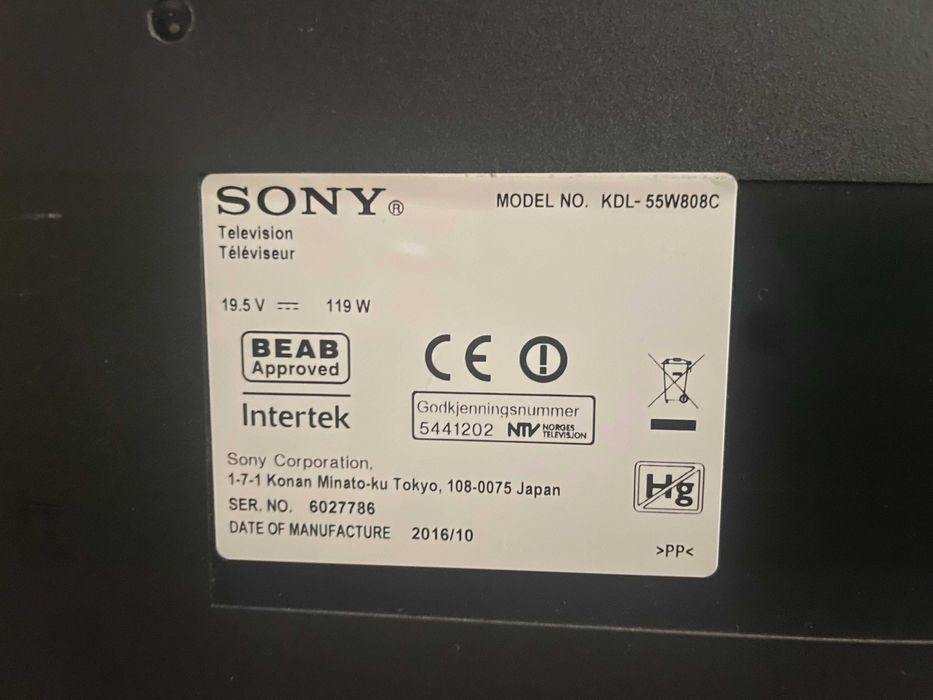 SONY®
MODEL NO. KDL-55W808C
Television
Téléviseur
19.5 V ⎓ 119 W
BEAB
Approved
Intertek
CE
Godkjenningsnummer
5441202 NTV NORGES
TELEVISJON
Hg
Sony Corporation,
1-7-1 Konan Minato-ku Tokyo, 108-0075 Japan
SER. NO. 6027786
DATE OF MANUFACTURE 2016/10
>PP<